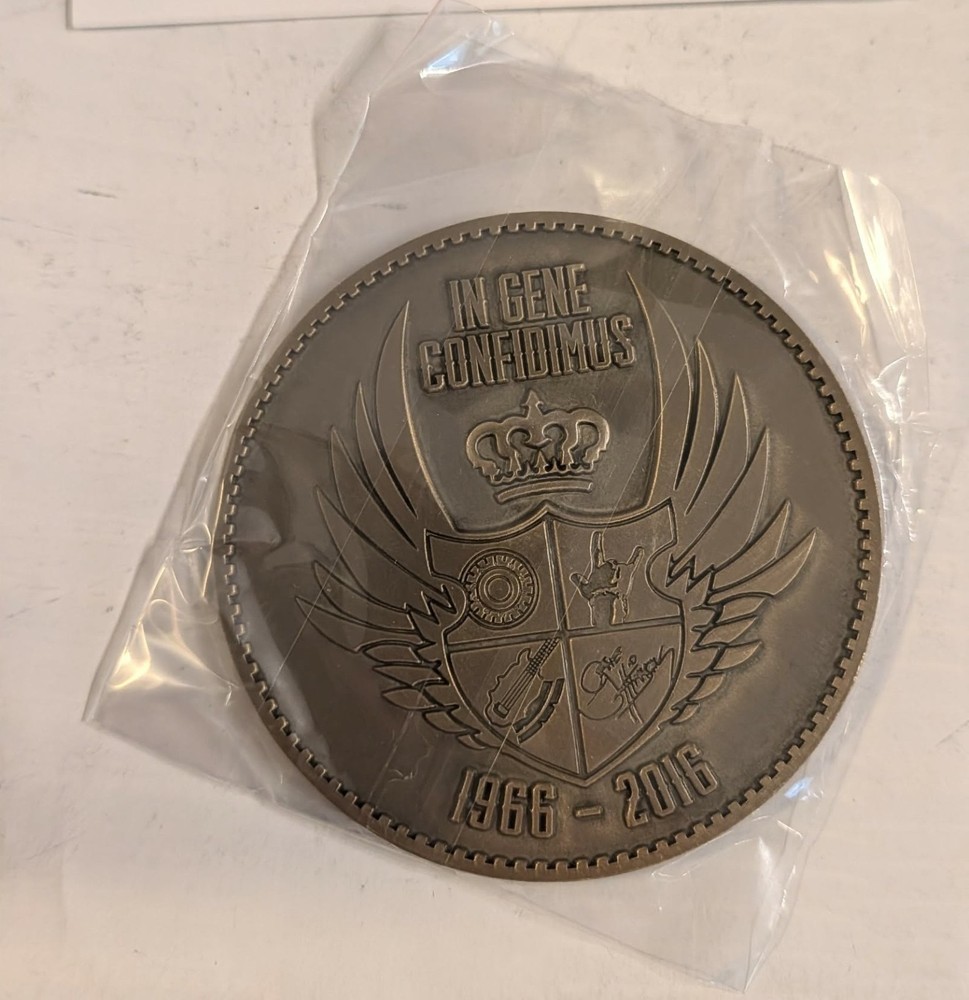 IN GENE
CONFIDIMUS
1966 - 2016